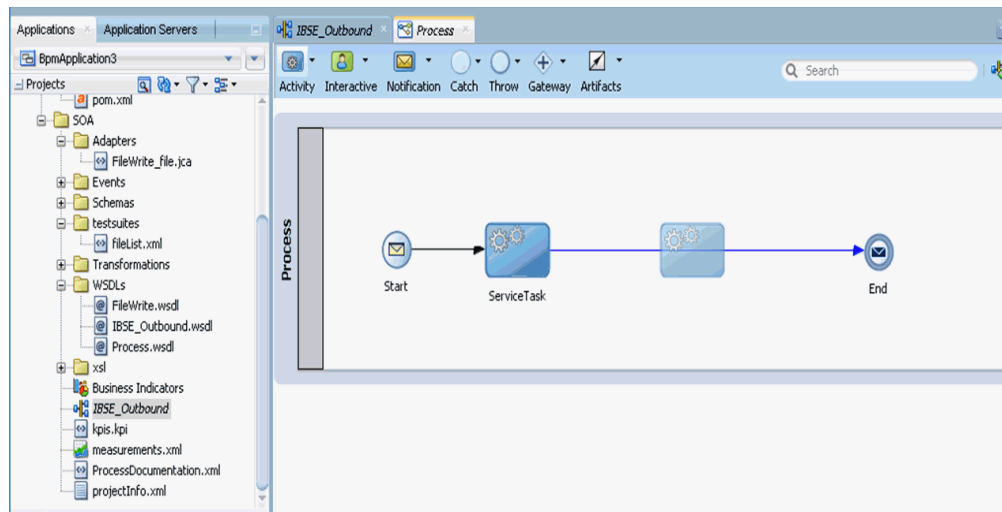 Applications
Application Servers
BpmApplication3
Projects
pom.xml
SOA
Adapters
FileWrite_file.jca
Events
Schemas
testsuites
fileList.xml
Transformations
WSDLs
FileWrite.wsdl
IBSE_Outbound.wsdl
Process.wsdl
xsl
Business Indicators
IBSE_Outbound
kpis.kpi
measurements.xml
ProcessDocumentation.xml
projectInfo.xml
IBSE_Outbound
Process
Activity Interactive Notification Catch Throw Gateway Artifacts
Search
Process
Start
ServiceTask
End